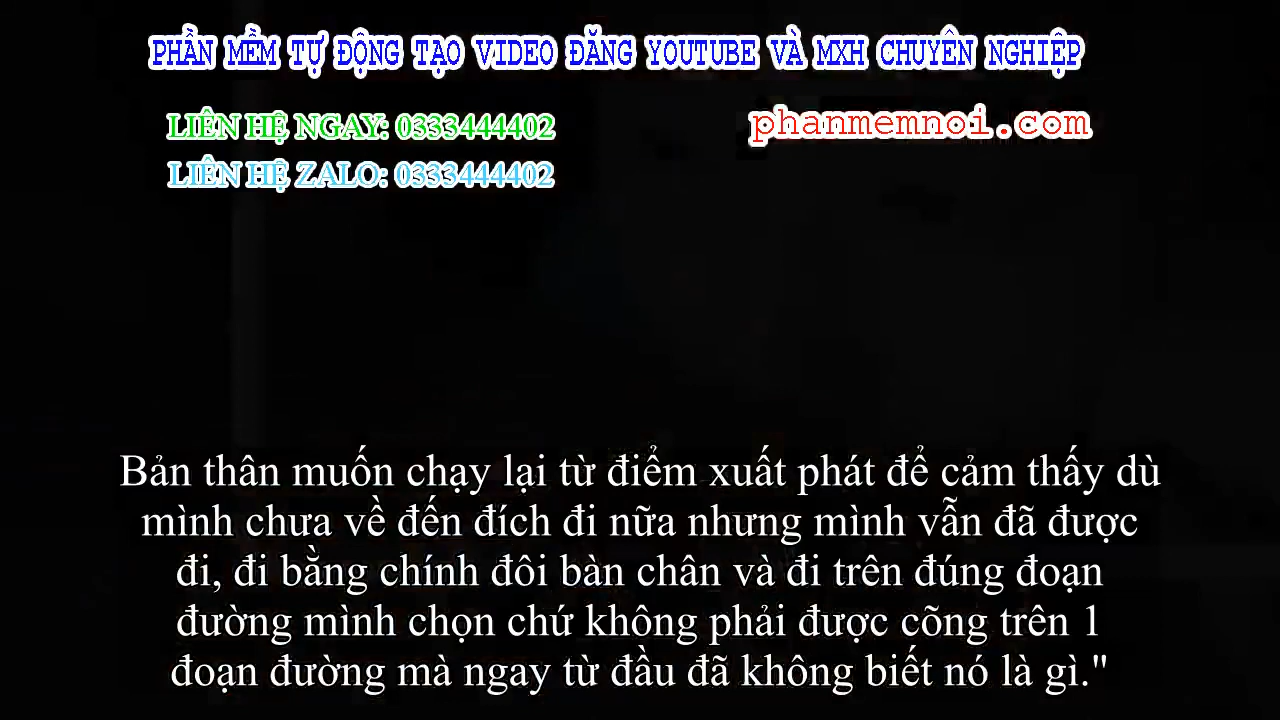 PHẦN MỀM TỰ ĐỘNG TẠO VIDEO ĐĂNG YOUTUBE VÀ MXH CHUYÊN NGHIỆP
LIÊN HỆ NGAY: 0333444402
phanmemnoi.com
LIÊN HỆ ZALO: 0333444402
Bản thân muốn chạy lại từ điểm xuất phát để cảm thấy dù
mình chưa về đến đích đi nữa nhưng mình vẫn đã được
đi, đi bằng chính đôi bàn chân và đi trên đúng đoạn
đường mình chọn chứ không phải được cõng trên 1
đoạn đường mà ngay từ đầu đã không biết nó là gì."